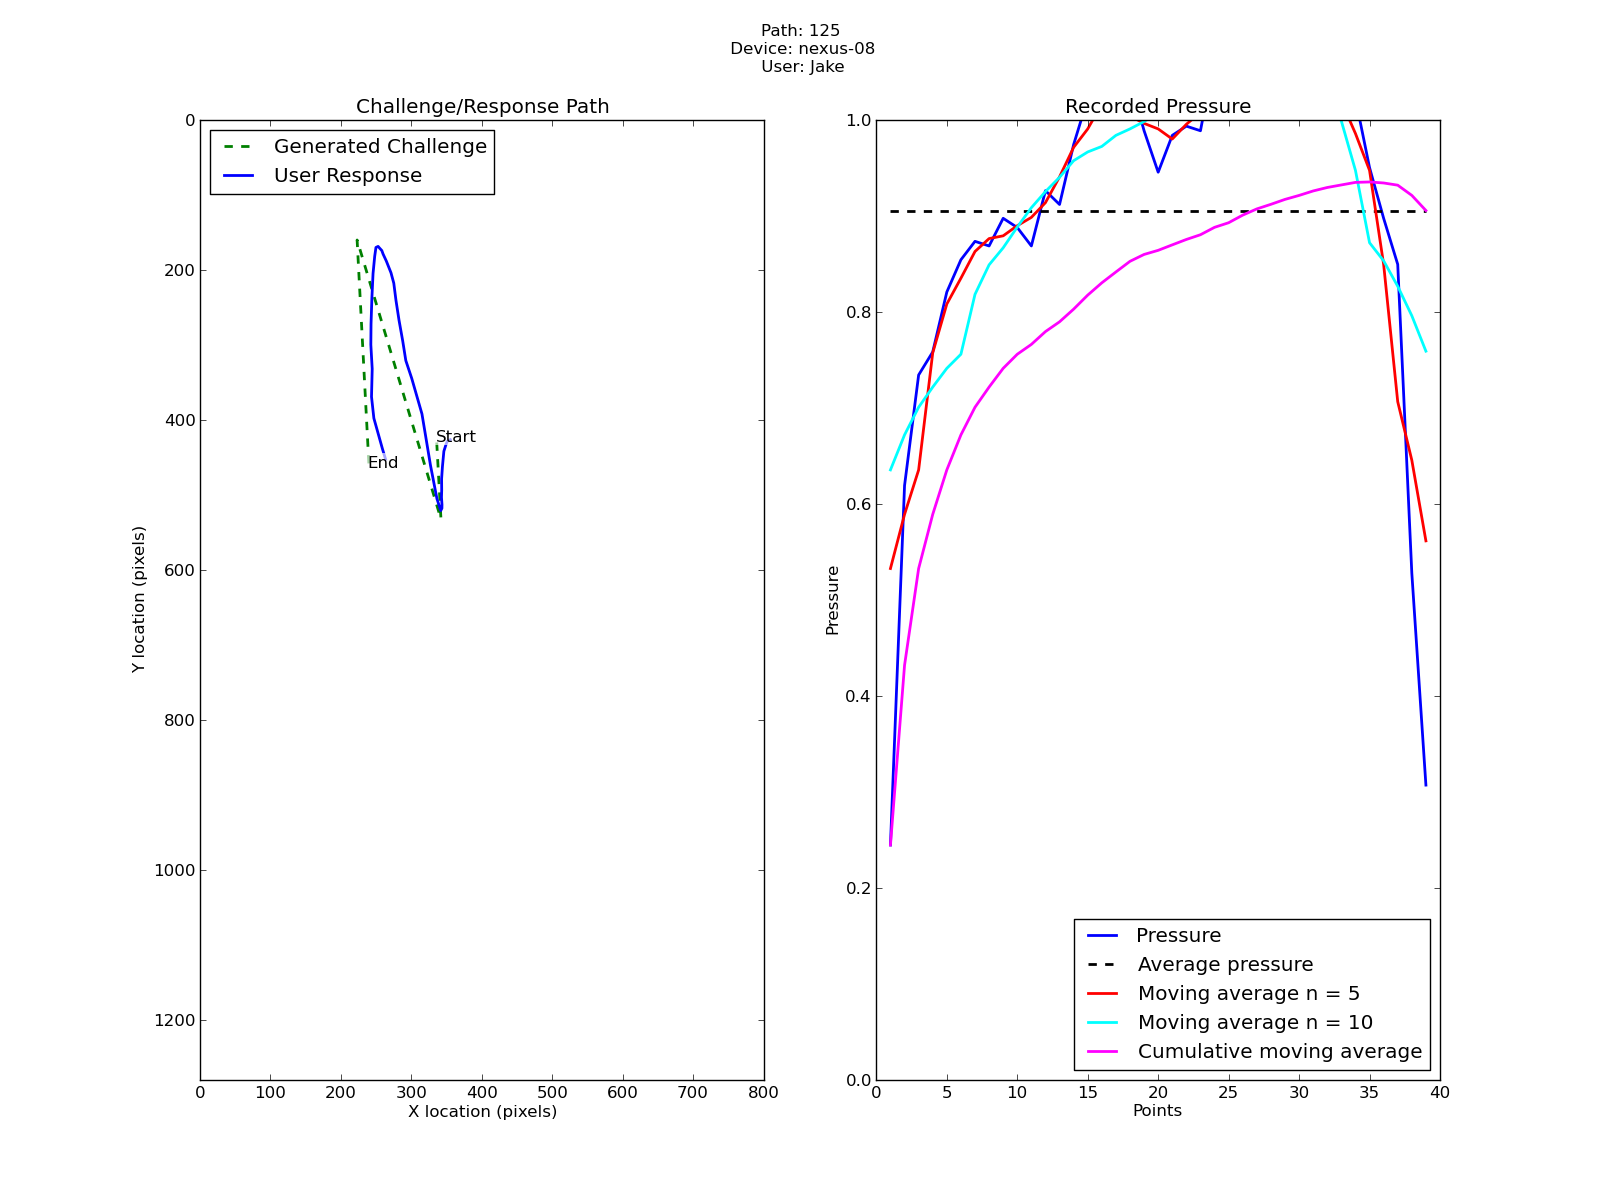 Path: 125
Device: nexus-08
User: Jake
Challenge/Response Path
0
200
400
600
800
1000
1200
Y location (pixels)
Generated Challenge
User Response
Start
End
0 100 200 300 400 500 600 700 800
X location (pixels)
Recorded Pressure
1.0
0.8
0.6
0.4
0.2
0.0
Pressure
Pressure
Average pressure
Moving average n = 5
Moving average n = 10
Cumulative moving average
0 5 10 15 20 25 30 35 40
Points